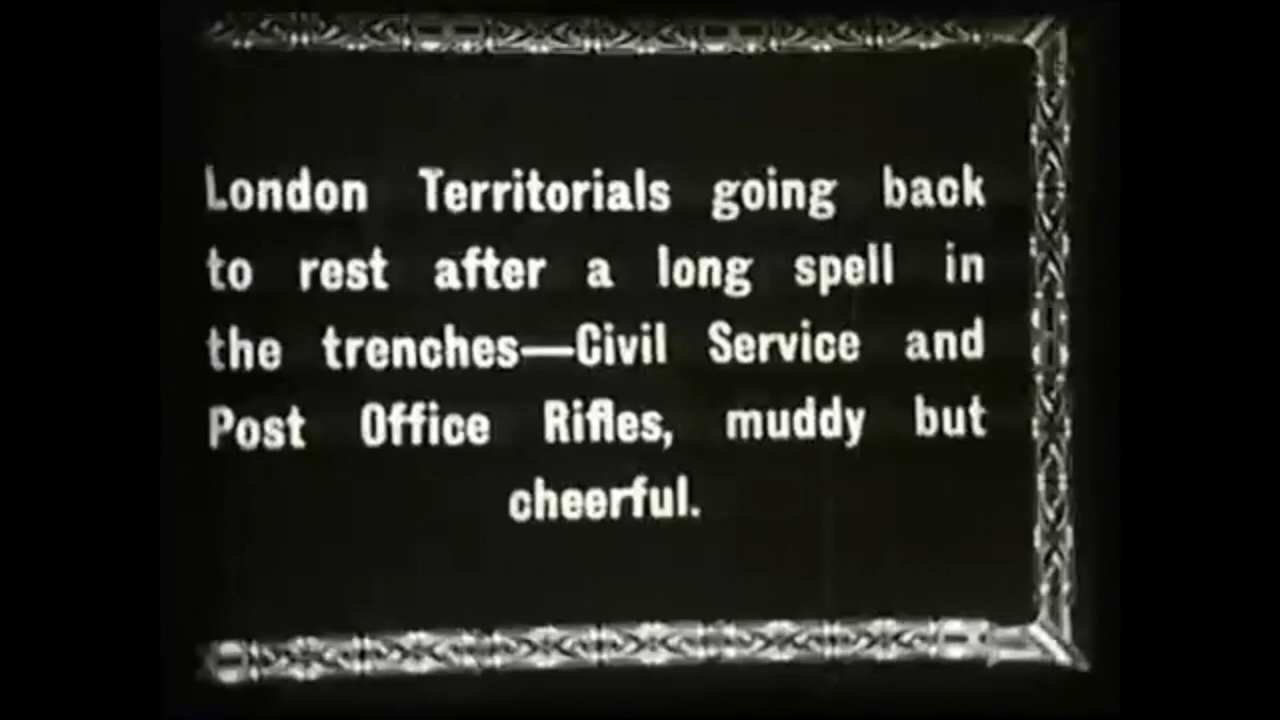 London Territorials going back
to rest after a long spell in
the trenches—Civil Service and
Post Office Rifles, muddy but
cheerful.